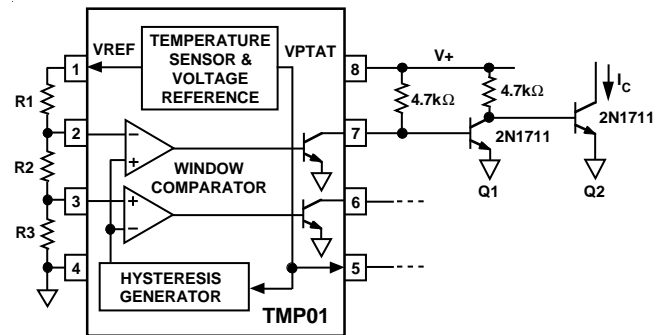 TEMPERATURE
SENSOR &
VOLTAGE
REFERENCE
VREF
VPTAT
1
8
V+
R1
4.7kΩ
4.7kΩ
IC
2N1711
2
7
2N1711
R2
WINDOW
COMPARATOR
Q1
Q2
3
6
R3
4
5
HYSTERESIS
GENERATOR
TMP01